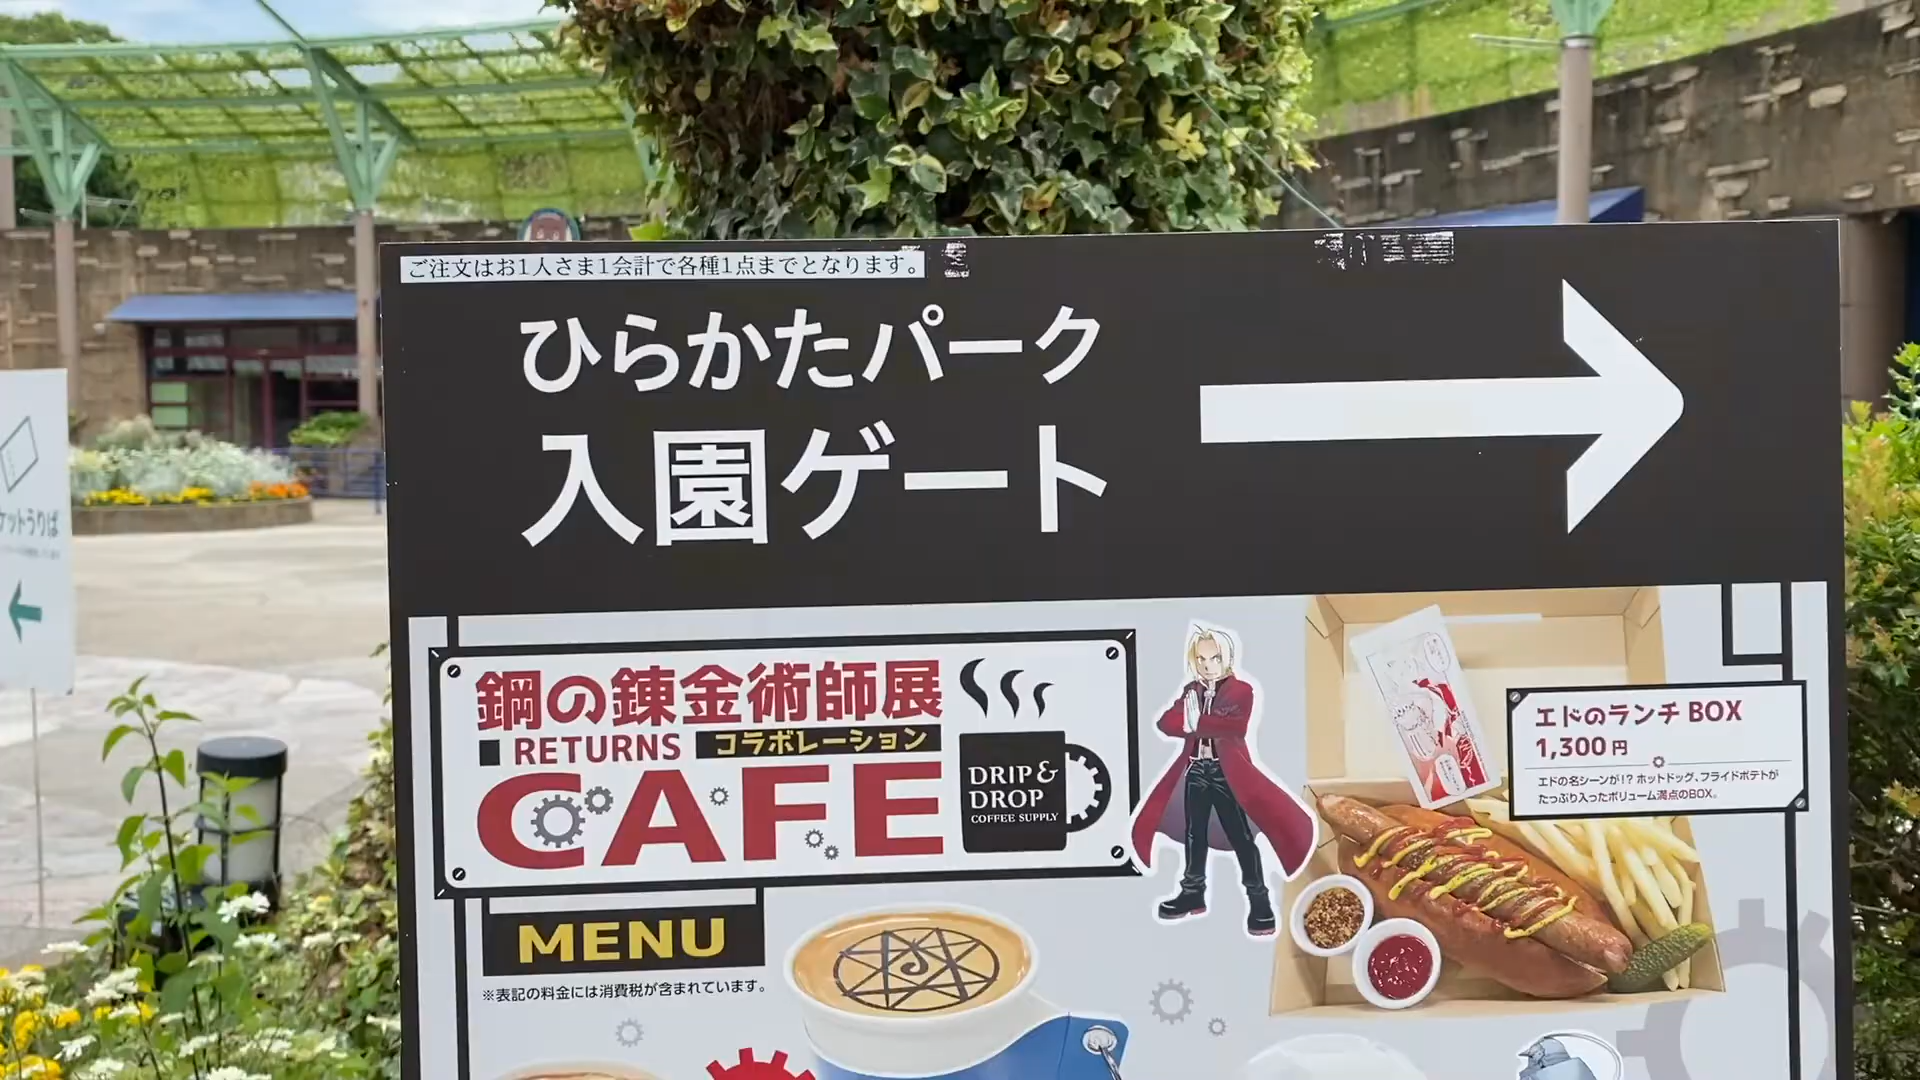 ご注文はお1人さま1会計で各種1点までとなります。
ひらかたパーク
入園ゲート
ケットうりば
鋼の錬金術師展
RETURNS コラボレーション
CAFE
DRIP &
DROP
COFFEE SUPPLY
エドのランチ BOX
1,300円
エドの名シーンが!? ホットドッグ、フライドポテトが
たっぷり入ったボリューム満点のBOX。
MENU
※表記の料金には消費税が含まれています。